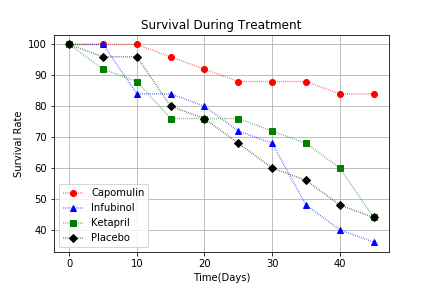 Survival During Treatment
100
90
80
70
60
50
40
Survival Rate
Capomulin
Infubinol
Ketapril
Placebo
0 10 20 30 40
Time(Days)